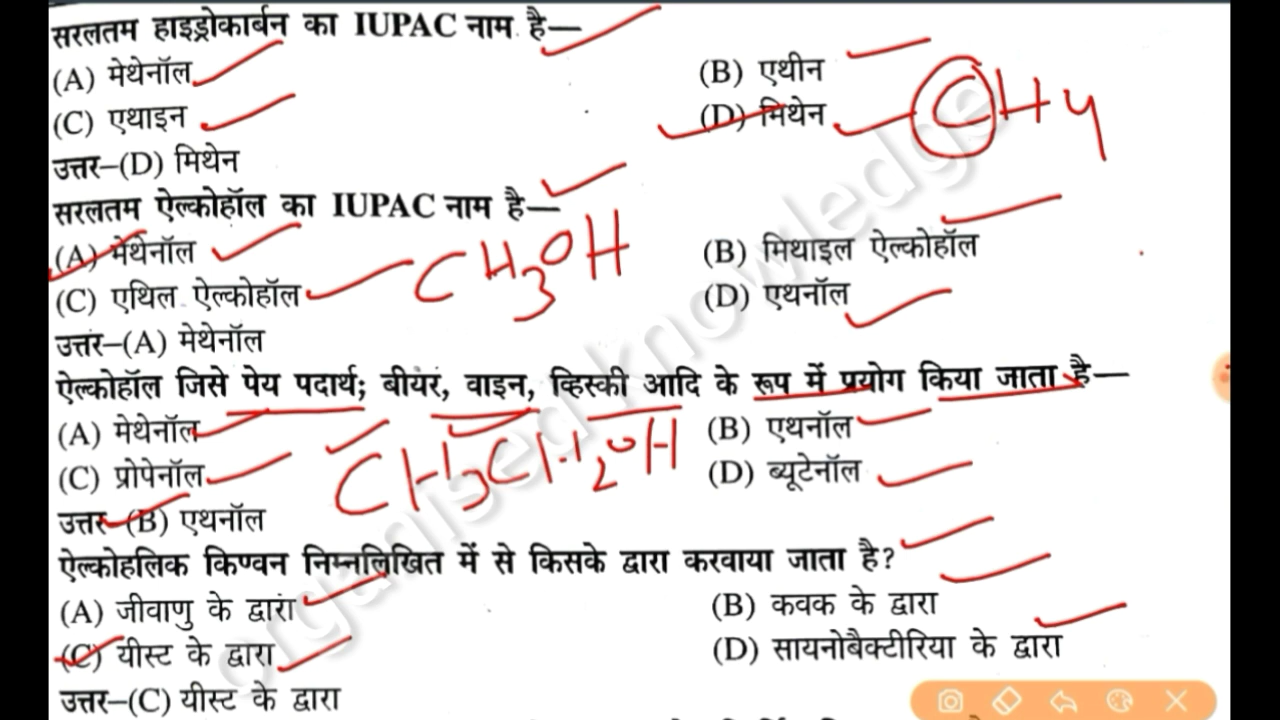 सरलतम हाइड्रोकार्बन का IUPAC नाम है—
(A) मेथेनॉल (B) एथीन
(C) एथाइन (D) मिथेन CH4
उत्तर–(D) मिथेन
सरलतम ऐल्कोहॉल का IUPAC नाम है—
(A) मेथेनॉल (B) मिथाइल ऐल्कोहॉल
CH3OH
(C) एथिल ऐल्कोहॉल (D) एथनॉल
उत्तर–(A) मेथेनॉल
ऐल्कोहॉल जिसे पेय पदार्थ; बीयर, वाइन, व्हिस्की आदि के रूप में प्रयोग किया जाता है—
(A) मेथेनॉल (B) एथनॉल
(C) प्रोपेनॉल CH3CH2OH (D) ब्यूटेनॉल
उत्तर–(B) एथनॉल
ऐल्कोहलिक किण्वन निम्नलिखित में से किसके द्वारा करवाया जाता है?
(A) जीवाणु के द्वारा (B) कवक के द्वारा
(C) यीस्ट के द्वारा (D) सायनोबैक्टीरिया के द्वारा
उत्तर–(C) यीस्ट के द्वारा
organised knowledge